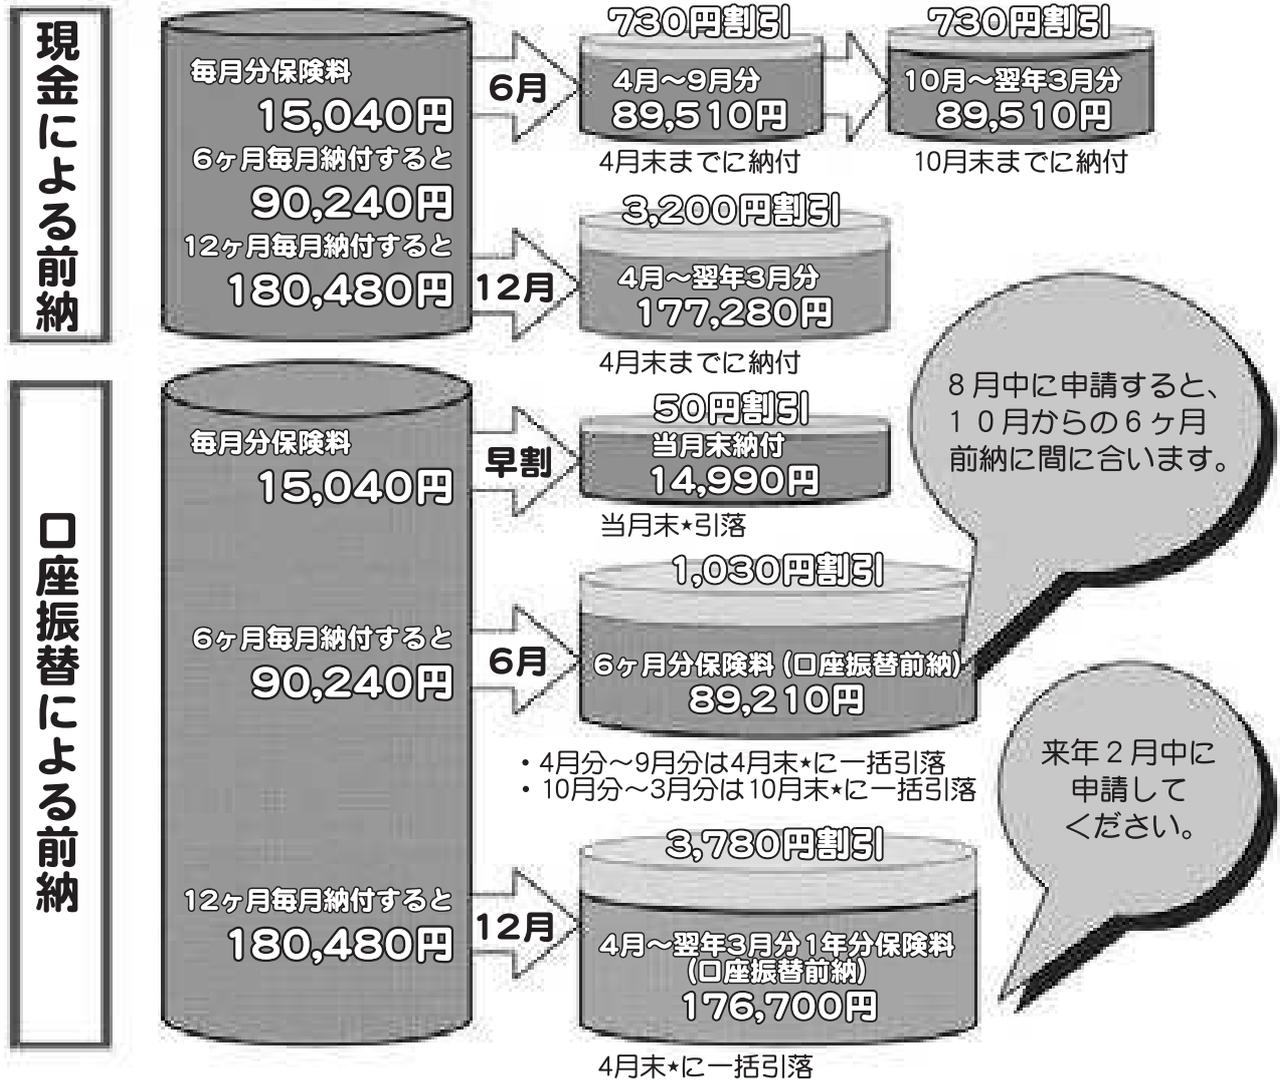 現金による前納
毎月分保険料
15,040円
6ヶ月毎月納付すると
90,240円
12ヶ月毎月納付すると
180,480円
6月
730円割引
4月～9月分
89,510円
4月末までに納付
730円割引
10月～翌年3月分
89,510円
10月末までに納付
12月
3,200円割引
4月～翌年3月分
177,280円
4月末までに納付
口座振替による前納
毎月分保険料
15,040円
早割
50円割引
当月末納付
14,990円
当月末★引落
6ヶ月毎月納付すると
90,240円
6月
1,030円割引
6ヶ月分保険料(口座振替前納)
89,210円
・4月分～9月分は4月末★に一括引落
・10月分～3月分は10月末★に一括引落
8月中に申請すると、
10月からの6ヶ月
前納に間に合います。
12ヶ月毎月納付すると
180,480円
12月
3,780円割引
4月～翌年3月分1年分保険料
(口座振替前納)
176,700円
4月末★に一括引落
来年2月中に
申請して
ください。